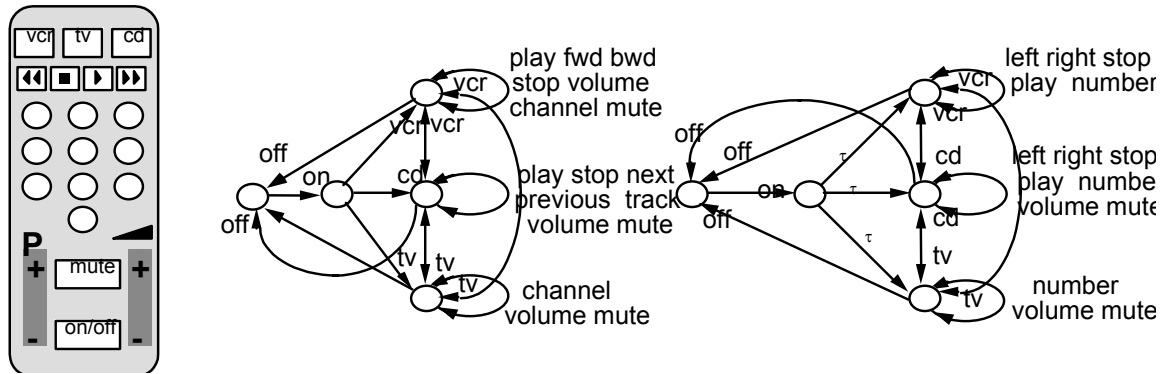 vcr tv cd
P
+ mute +
- on/off -
play fwd bwd
vcr stop volume
channel mute
vcr vcr
off
on cd
play stop next
previous track
volume mute
off
tv tv
tv
channel
volume mute
left right stop
vcr play number
vcr
off
off
τ
cd
left right stop
play number
volume mute
on τ
off cd
τ tv
number
tv volume mute